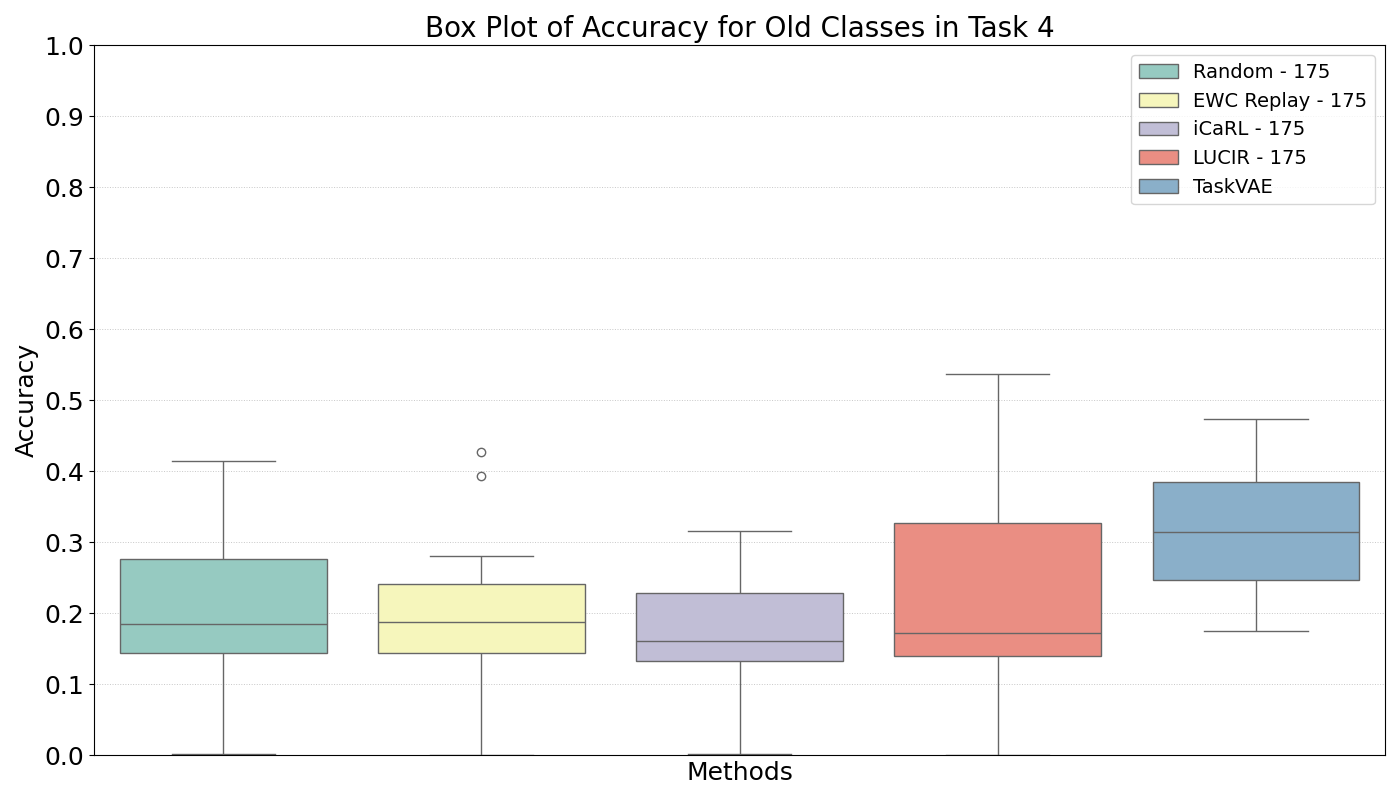 Box Plot of Accuracy for Old Classes in Task 4
1.0
0.9
0.8
0.7
0.6
0.5
0.4
0.3
0.2
0.1
0.0
Accuracy
Methods
Random - 175
EWC Replay - 175
iCaRL - 175
LUCIR - 175
TaskVAE